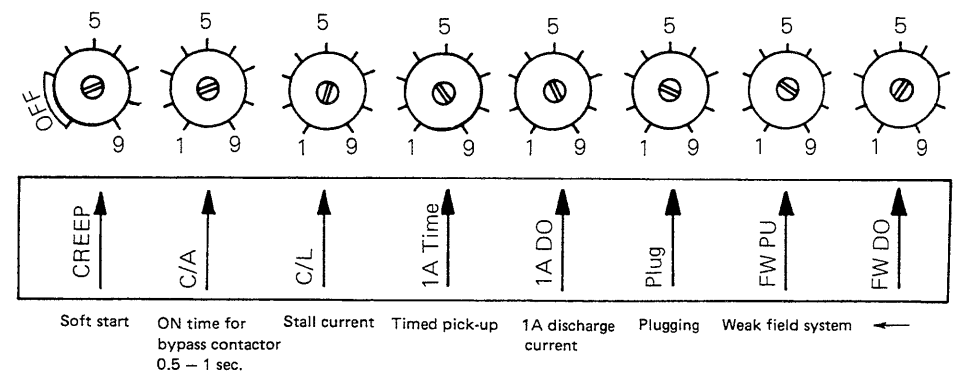 5 5 5 5 5 5 5 5
OFF 9 1 9 1 9 1 9 1 9 1 9 1 9 1 9
CREEP C/A C/L 1A Time 1A DO Plug FW PU FW DO
Soft start ON time for Stall current Timed pick-up 1A discharge Plugging Weak field system ←
bypass contactor current
0.5 – 1 sec.